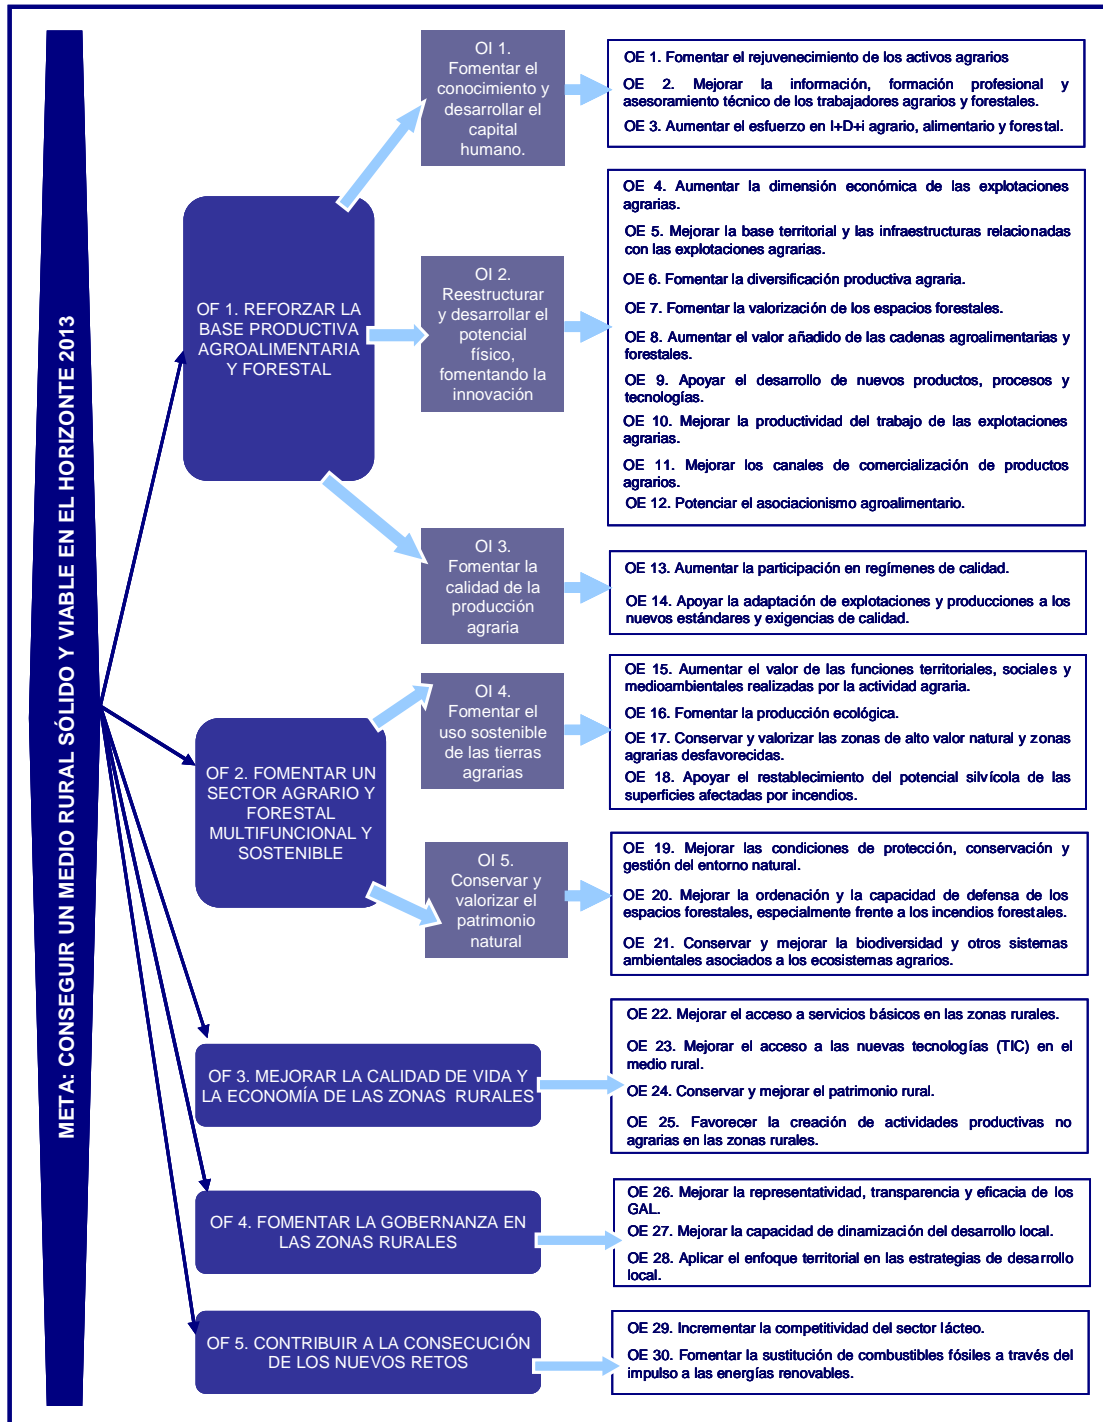 META: CONSEGUIR UN MEDIO RURAL SÓLIDO Y VIABLE EN EL HORIZONTE 2013
OF 1. REFORZAR LA
BASE PRODUCTIVA
AGROALIMENTARIA
Y FORESTAL
OI 1.
Fomentar el
conocimiento y
desarrollar el
capital
humano.
OE 1. Fomentar el rejuvenecimiento de los activos agrarios
OE 2. Mejorar la información, formación profesional y
asesoramiento técnico de los trabajadores agrarios y forestales.
OE 3. Aumentar el esfuerzo en I+D+i agrario, alimentario y forestal.
OI 2.
Reestructurar
y desarrollar el
potencial
físico,
fomentando la
innovación
OE 4. Aumentar la dimensión económica de las explotaciones
agrarias.
OE 5. Mejorar la base territorial y las infraestructuras relacionadas
con las explotaciones agrarias.
OE 6. Fomentar la diversificación productiva agraria.
OE 7. Fomentar la valorización de los espacios forestales.
OE 8. Aumentar el valor añadido de las cadenas agroalimentarias y
forestales.
OE 9. Apoyar el desarrollo de nuevos productos, procesos y
tecnologías.
OE 10. Mejorar la productividad del trabajo de las explotaciones
agrarias.
OE 11. Mejorar los canales de comercialización de productos
agrarios.
OE 12. Potenciar el asociacionismo agroalimentario.
OI 3.
Fomentar la
calidad de la
producción
agraria
OE 13. Aumentar la participación en regímenes de calidad.
OE 14. Apoyar la adaptación de explotaciones y producciones a los
nuevos estándares y exigencias de calidad.
OF 2. FOMENTAR UN
SECTOR AGRARIO Y
FORESTAL
MULTIFUNCIONAL Y
SOSTENIBLE
OI 4.
Fomentar el
uso sostenible
de las tierras
agrarias
OE 15. Aumentar el valor de las funciones territoriales, sociales y
medioambientales realizadas por la actividad agraria.
OE 16. Fomentar la producción ecológica.
OE 17. Conservar y valorizar las zonas de alto valor natural y zonas
agrarias desfavorecidas.
OE 18. Apoyar el restablecimiento del potencial silvícola de las
superficies afectadas por incendios.
OI 5.
Conservar y
valorizar el
patrimonio
natural
OE 19. Mejorar las condiciones de protección, conservación y
gestión del entorno natural.
OE 20. Mejorar la ordenación y la capacidad de defensa de los
espacios forestales, especialmente frente a los incendios forestales.
OE 21. Conservar y mejorar la biodiversidad y otros sistemas
ambientales asociados a los ecosistemas agrarios.
OF 3. MEJORAR LA CALIDAD DE VIDA Y
LA ECONOMÍA DE LAS ZONAS RURALES
OE 22. Mejorar el acceso a servicios básicos en las zonas rurales.
OE 23. Mejorar el acceso a las nuevas tecnologías (TIC) en el
medio rural.
OE 24. Conservar y mejorar el patrimonio rural.
OE 25. Favorecer la creación de actividades productivas no
agrarias en las zonas rurales.
OF 4. FOMENTAR LA GOBERNANZA EN
LAS ZONAS RURALES
OE 26. Mejorar la representatividad, transparencia y eficacia de los
GAL.
OE 27. Mejorar la capacidad de dinamización del desarrollo local.
OE 28. Aplicar el enfoque territorial en las estrategias de desarrollo
local.
OF 5. CONTRIBUIR A LA CONSECUCIÓN
DE LOS NUEVOS RETOS
OE 29. Incrementar la competitividad del sector lácteo.
OE 30. Fomentar la sustitución de combustibles fósiles a través del
impulso a las energías renovables.